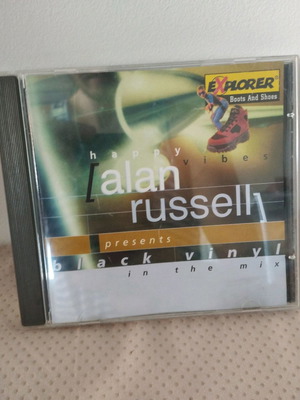 EXPLORER
Boots And Shoes
happy
vibes
[alan
russell]
presents
black vinyl
in the mix